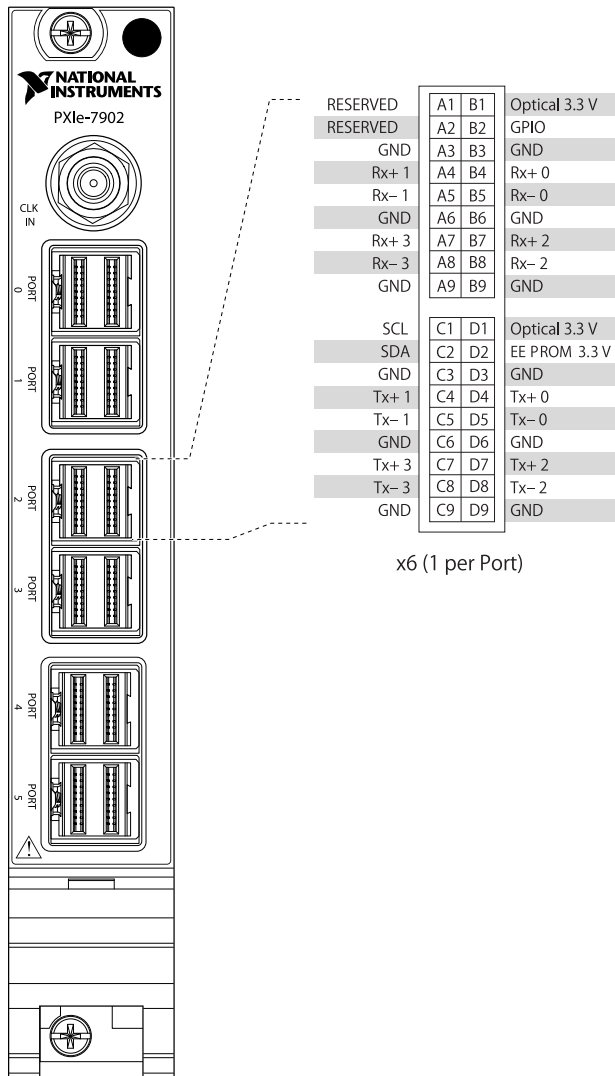 NATIONAL
INSTRUMENTS
PXIe-7902
CLK
IN
PORT
0
PORT
1
PORT
2
PORT
3
PORT
4
PORT
5
RESERVED A1 B1 Optical 3.3 V
RESERVED A2 B2 GPIO
GND A3 B3 GND
Rx+ 1 A4 B4 Rx+ 0
Rx– 1 A5 B5 Rx– 0
GND A6 B6 GND
Rx+ 3 A7 B7 Rx+ 2
Rx– 3 A8 B8 Rx– 2
GND A9 B9 GND
SCL C1 D1 Optical 3.3 V
SDA C2 D2 EE PROM 3.3 V
GND C3 D3 GND
Tx+ 1 C4 D4 Tx+ 0
Tx– 1 C5 D5 Tx– 0
GND C6 D6 GND
Tx+ 3 C7 D7 Tx+ 2
Tx– 3 C8 D8 Tx– 2
GND C9 D9 GND
x6 (1 per Port)